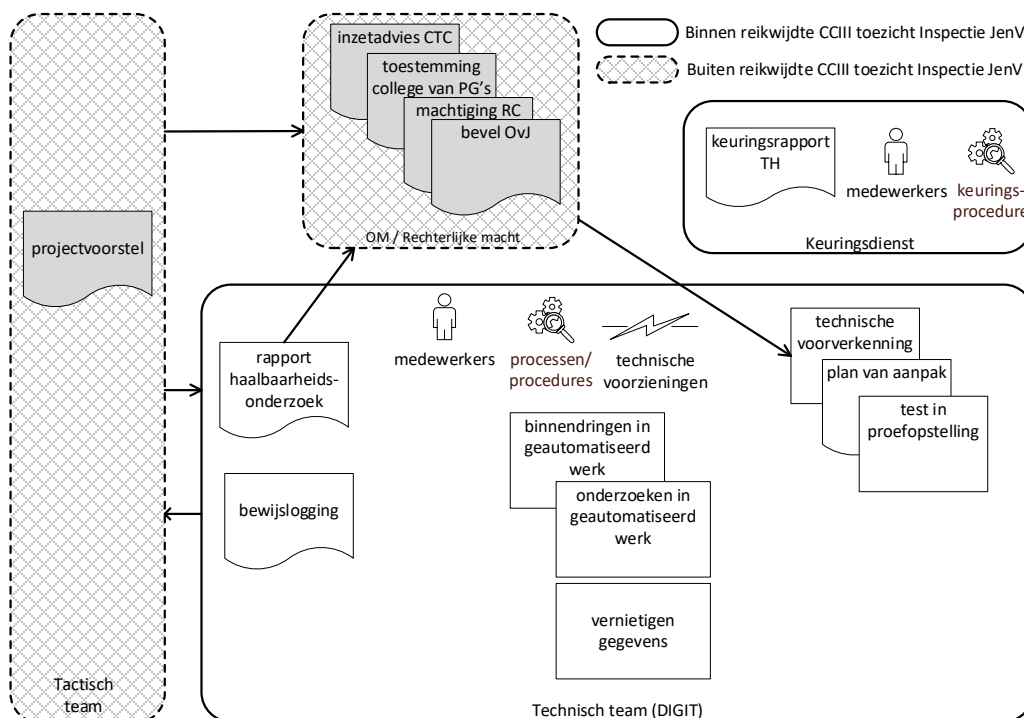 Binnen reikwijdte CCIII toezicht Inspectie JenV
Buiten reikwijdte CCIII toezicht Inspectie JenV
inzetadvies CTC
toestemming
college van PG's
machtiging RC
bevel OvJ
OM / Rechterlijke macht
keuringsrapport
TH
medewerkers
keurings-
procedure
Keuringsdienst
projectvoorstel
Tactisch
team
rapport
haalbaarheids-
onderzoek
bewijslogging
medewerkers
processen/
procedures
technische
voorzieningen
binnendringen in
geautomatiseerd
werk
onderzoeken in
geautomatiseerd
werk
vernietigen
gegevens
technische
voorverkenning
plan van aanpak
test in
proefopstelling
Technisch team (DIGIT)